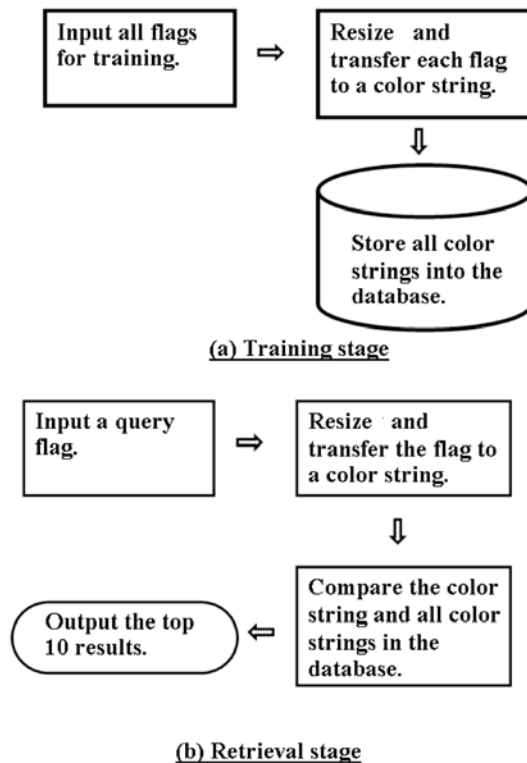 Input all flags
for training.
Resize and
transfer each flag
to a color string.
Store all color
strings into the
database.
(a) Training stage
Input a query
flag.
Resize and
transfer the flag to
a color string.
Compare the color
string and all color
strings in the
database.
Output the top
10 results.
(b) Retrieval stage